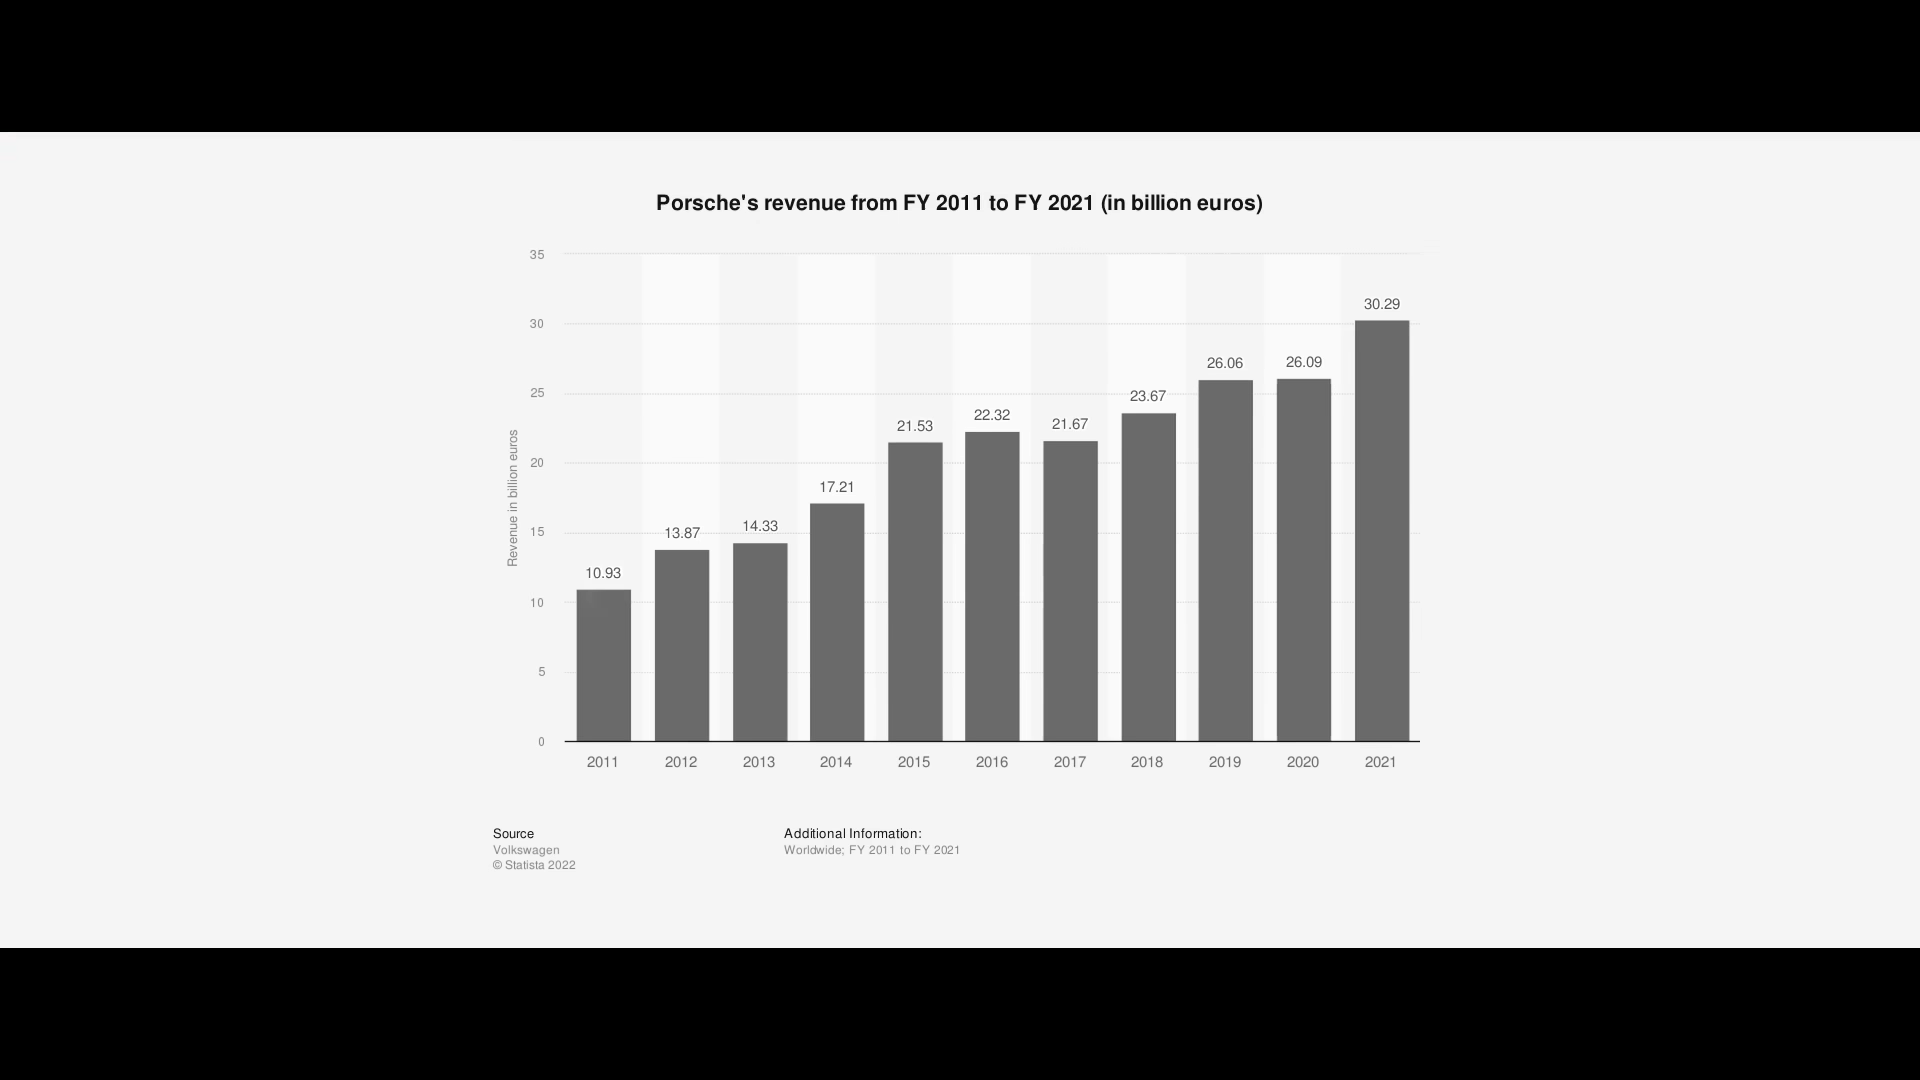 Porsche's revenue from FY 2011 to FY 2021 (in billion euros)
Revenue in billion euros
35
30
25
20
15
10
5
0
10.93
13.87
14.33
17.21
21.53
22.32
21.67
23.67
26.06
26.09
30.29
2011 2012 2013 2014 2015 2016 2017 2018 2019 2020 2021
Source
Volkswagen
© Statista 2022
Additional Information:
Worldwide; FY 2011 to FY 2021